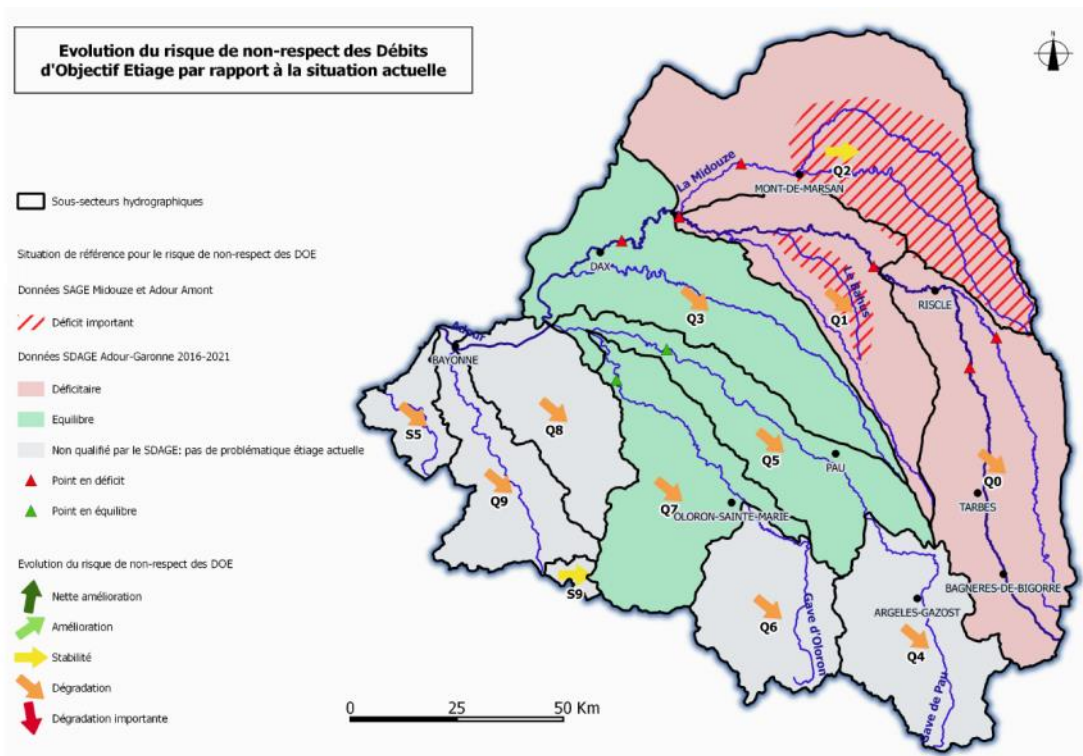 Evolution du risque de non-respect des Débits
d'Objectif Etiage par rapport à la situation actuelle
N
Sous-secteurs hydrographiques
Situation de référence pour le risque de non-respect des DOE
Données SAGE Midouze et Adour Amont
Déficit important
Données SDAGE Adour-Garonne 2016-2021
Déficitaire
Equilibre
Non qualifié par le SDAGE: pas de problématique étiage actuelle
Point en déficit
Point en équilibre
Evolution du risque de non-respect des DOE
Nette amélioration
Amélioration
Stabilité
Dégradation
Dégradation importante
0 25 50 Km
La Midouze
Q2
MONT-DE-MARSAN
DAX
Le Bahus
RISCLE
Q3
Q1
Adour
BAYONNE
S5
Q8
Q5
PAU
Q0
Q9
Q7
TARBES
OLORON-SAINTE-MARIE
S9
BAGNERES-DE-BIGORRE
ARGELES-GAZOST
Q6
Gave d'Oloron
Q4
Gave de Pau